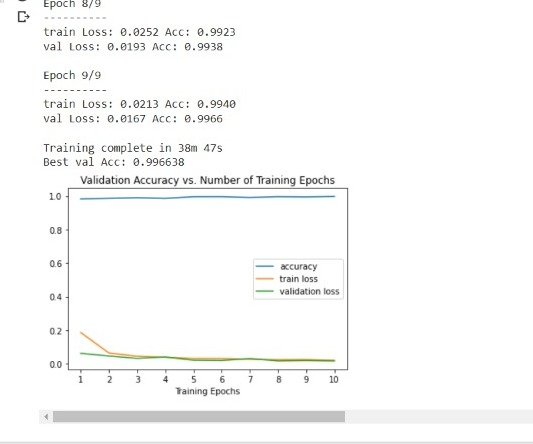 Epoch 8/9
----------
train Loss: 0.0252 Acc: 0.9923
val Loss: 0.0193 Acc: 0.9938
Epoch 9/9
----------
train Loss: 0.0213 Acc: 0.9940
val Loss: 0.0167 Acc: 0.9966
Training complete in 38m 47s
Best val Acc: 0.996638
Validation Accuracy vs. Number of Training Epochs
1.0
0.8
0.6
0.4
0.2
0.0
accuracy
train loss
validation loss
1 2 3 4 5 6 7 8 9 10
Training Epochs